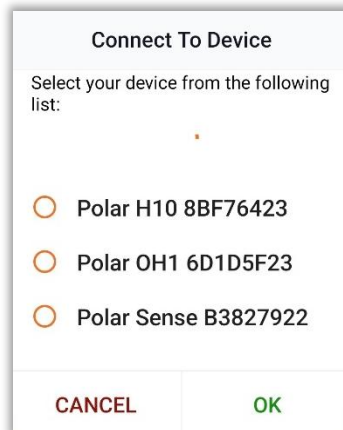 Connect To Device
Select your device from the following
list:
Polar H10 8BF76423
Polar OH1 6D1D5F23
Polar Sense B3827922
CANCEL OK